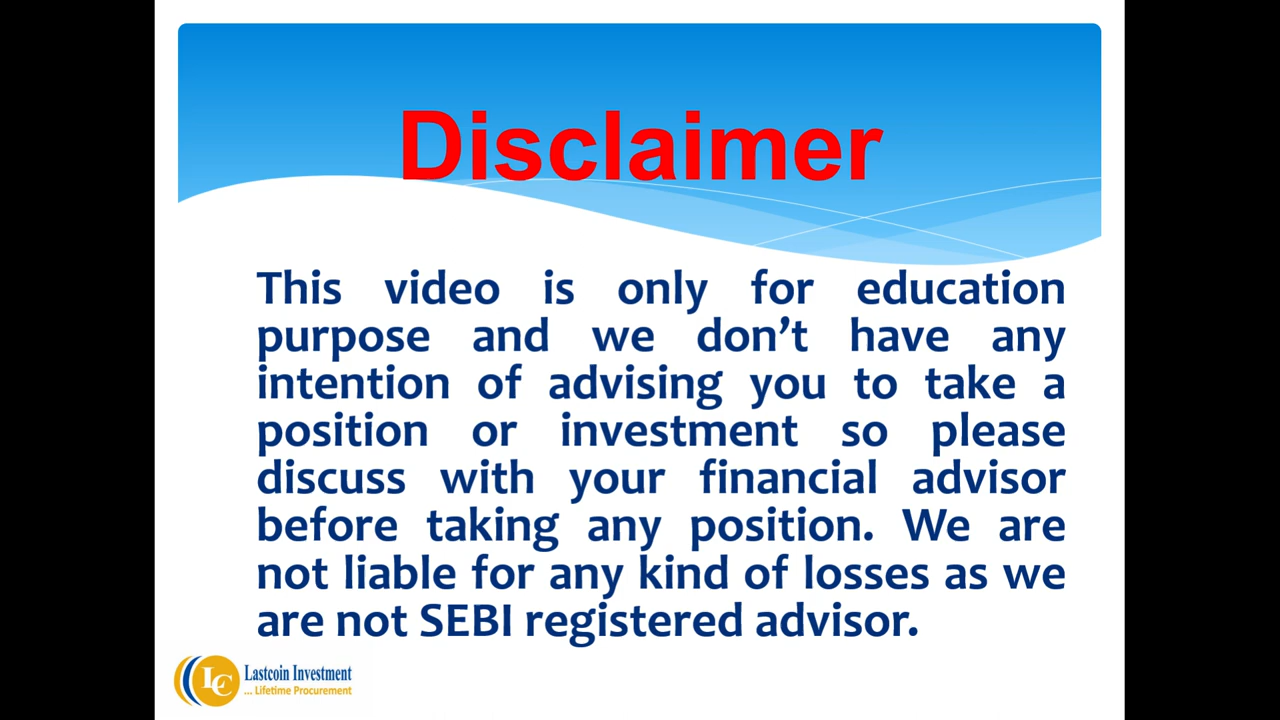 Disclaimer
This video is only for education
purpose and we don’t have any
intention of advising you to take a
position or investment so please
discuss with your financial advisor
before taking any position. We are
not liable for any kind of losses as we
are not SEBI registered advisor.
LC
Lastcoin Investment
... Lifetime Procurement